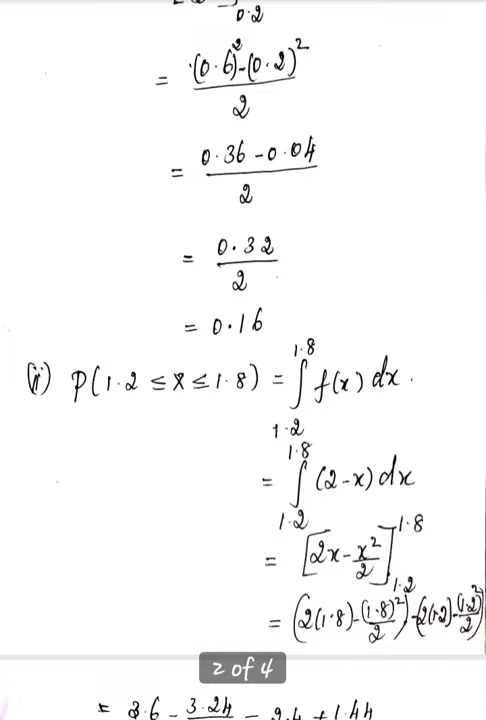 0.2
= (0.6)² - (0.2)² / 2
= 0.36 - 0.04 / 2
= 0.32 / 2
= 0.16
(ii) P(1.2 ≤ X ≤ 1.8) = ∫_{1.2}^{1.8} f(x) dx.
= ∫_{1.2}^{1.8} (2-x) dx
= [2x - x²/2]_{1.2}^{1.8}
= (2(1.8) - (1.8)²/2) - (2(1.2) - (1.2)²/2)
2 of 4
= 3.6 - 3.24 - 2.4 + 1.44